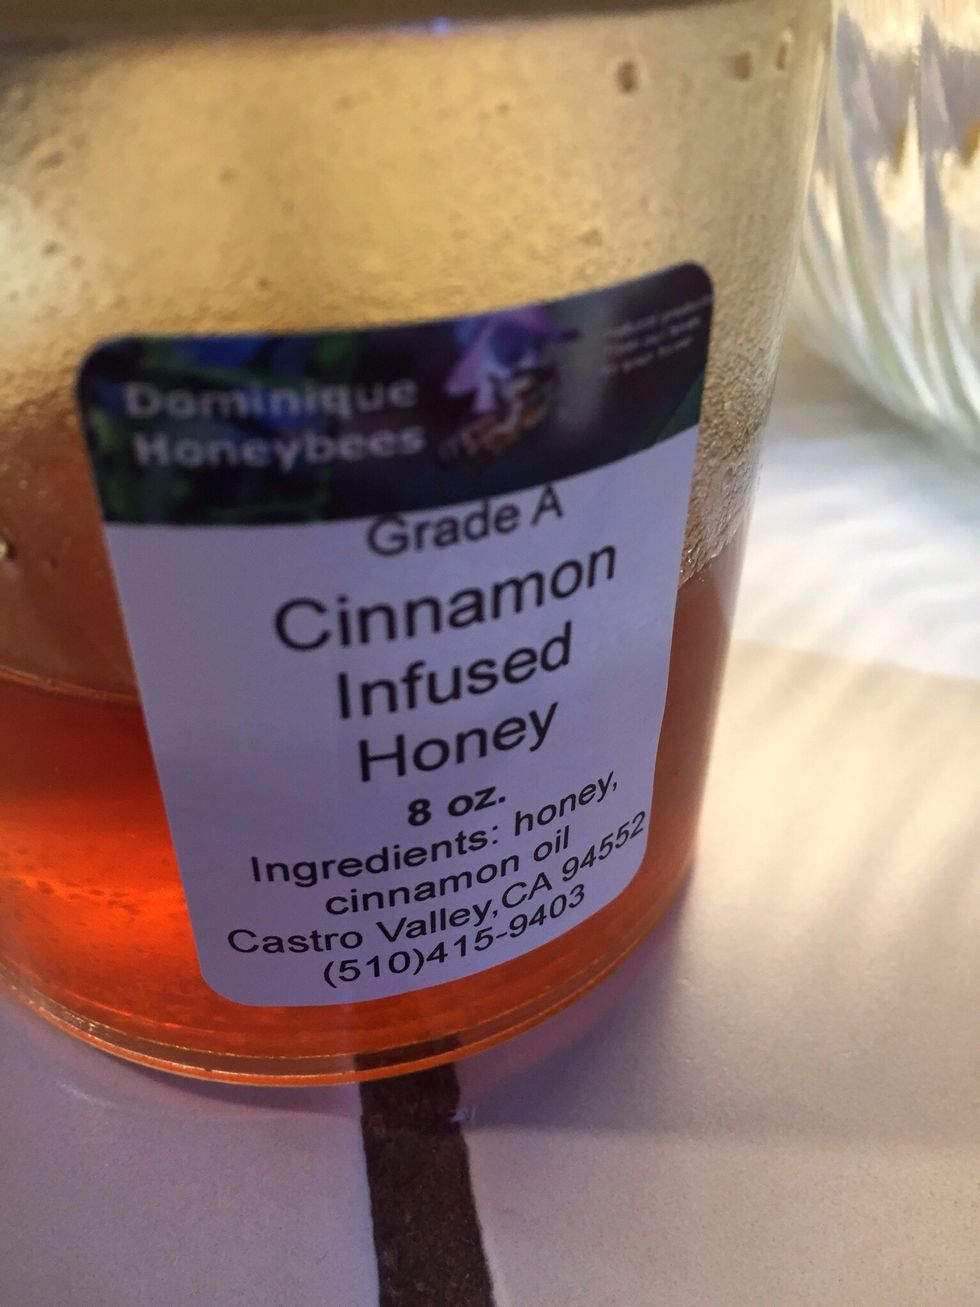 Dominique
Honeybees
Grade A
Cinnamon
Infused
Honey
8 oz.
Ingredients: honey,
cinnamon oil
Castro Valley,CA 94552
(510)415-9403